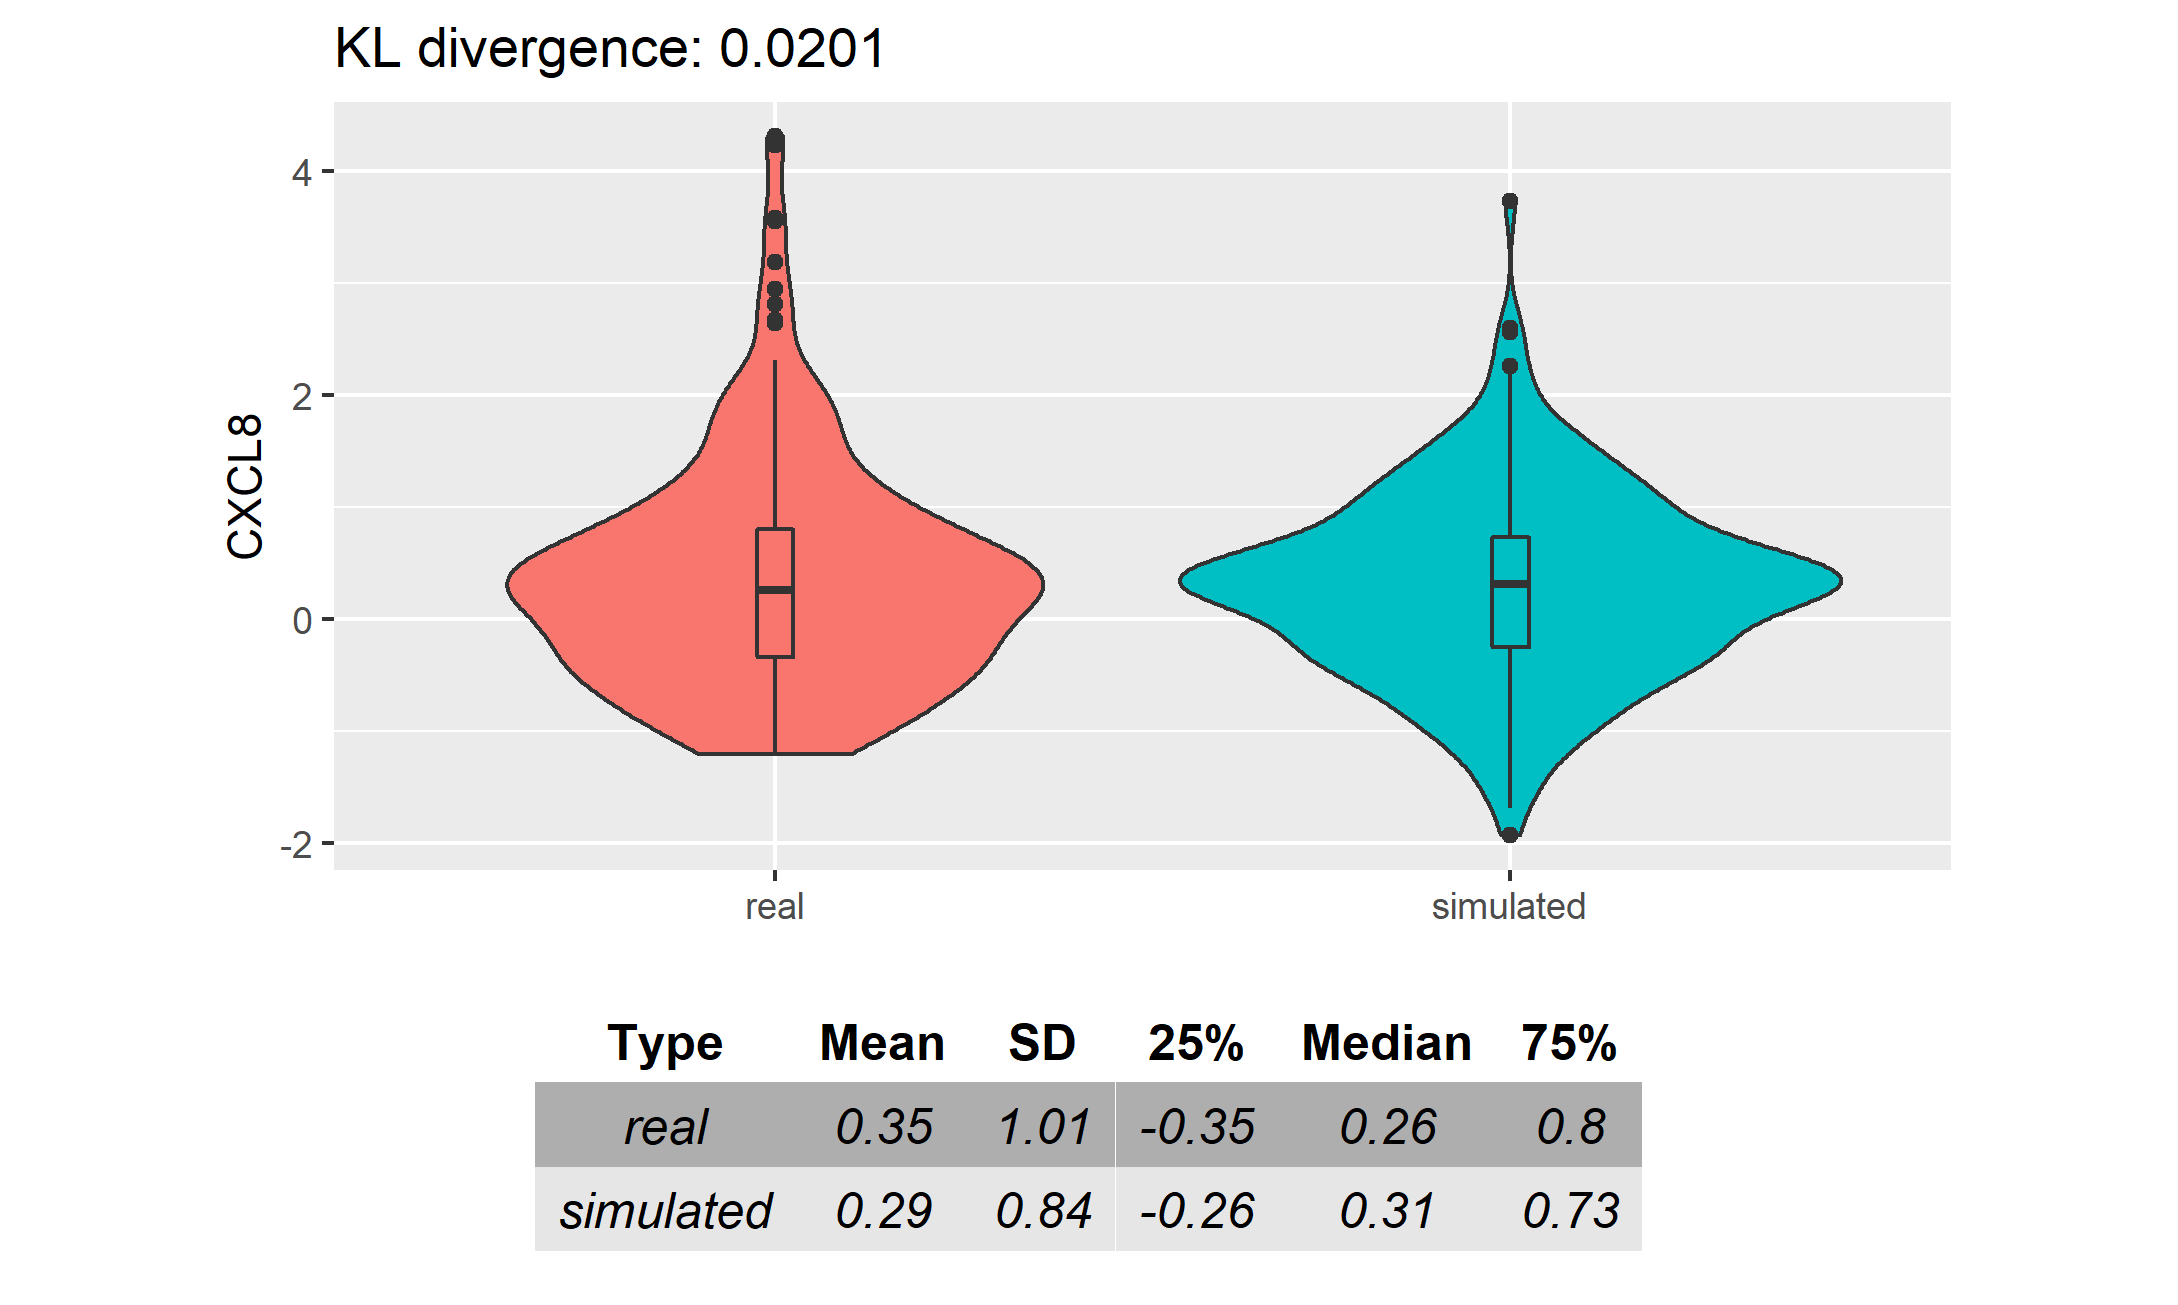 KL divergence: 0.0201
CXCL8
4
2
0
-2
real simulated
Type Mean SD 25% Median 75%
real 0.35 1.01 -0.35 0.26 0.8
simulated 0.29 0.84 -0.26 0.31 0.73